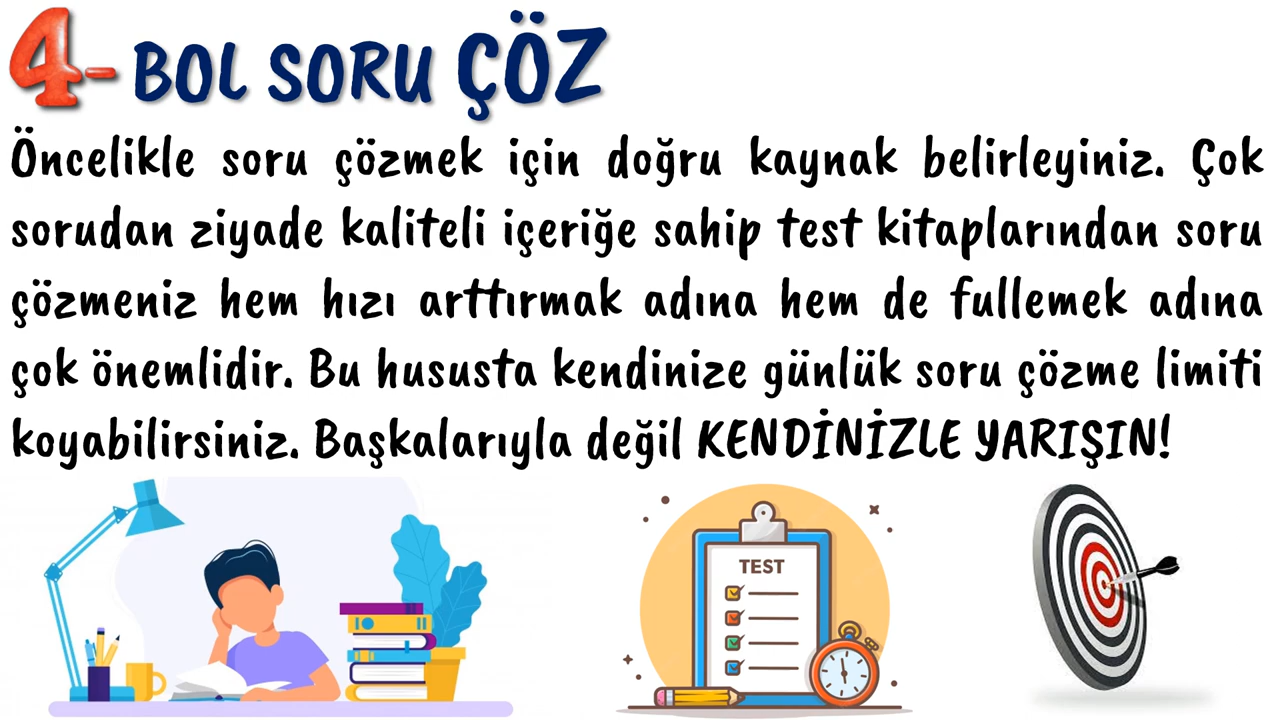 4- BOL SORU ÇÖZ
Öncelikle soru çözmek için doğru kaynak belirleyiniz. Çok
sorudan ziyade kaliteli içeriğe sahip test kitaplarından soru
çözmeniz hem hızı arttırmak adına hem de fullemek adına
çok önemlidir. Bu hususta kendinize günlük soru çözme limiti
koyabilirsiniz. Başkalarıyla değil KENDİNİZLE YARIŞIN!
TEST